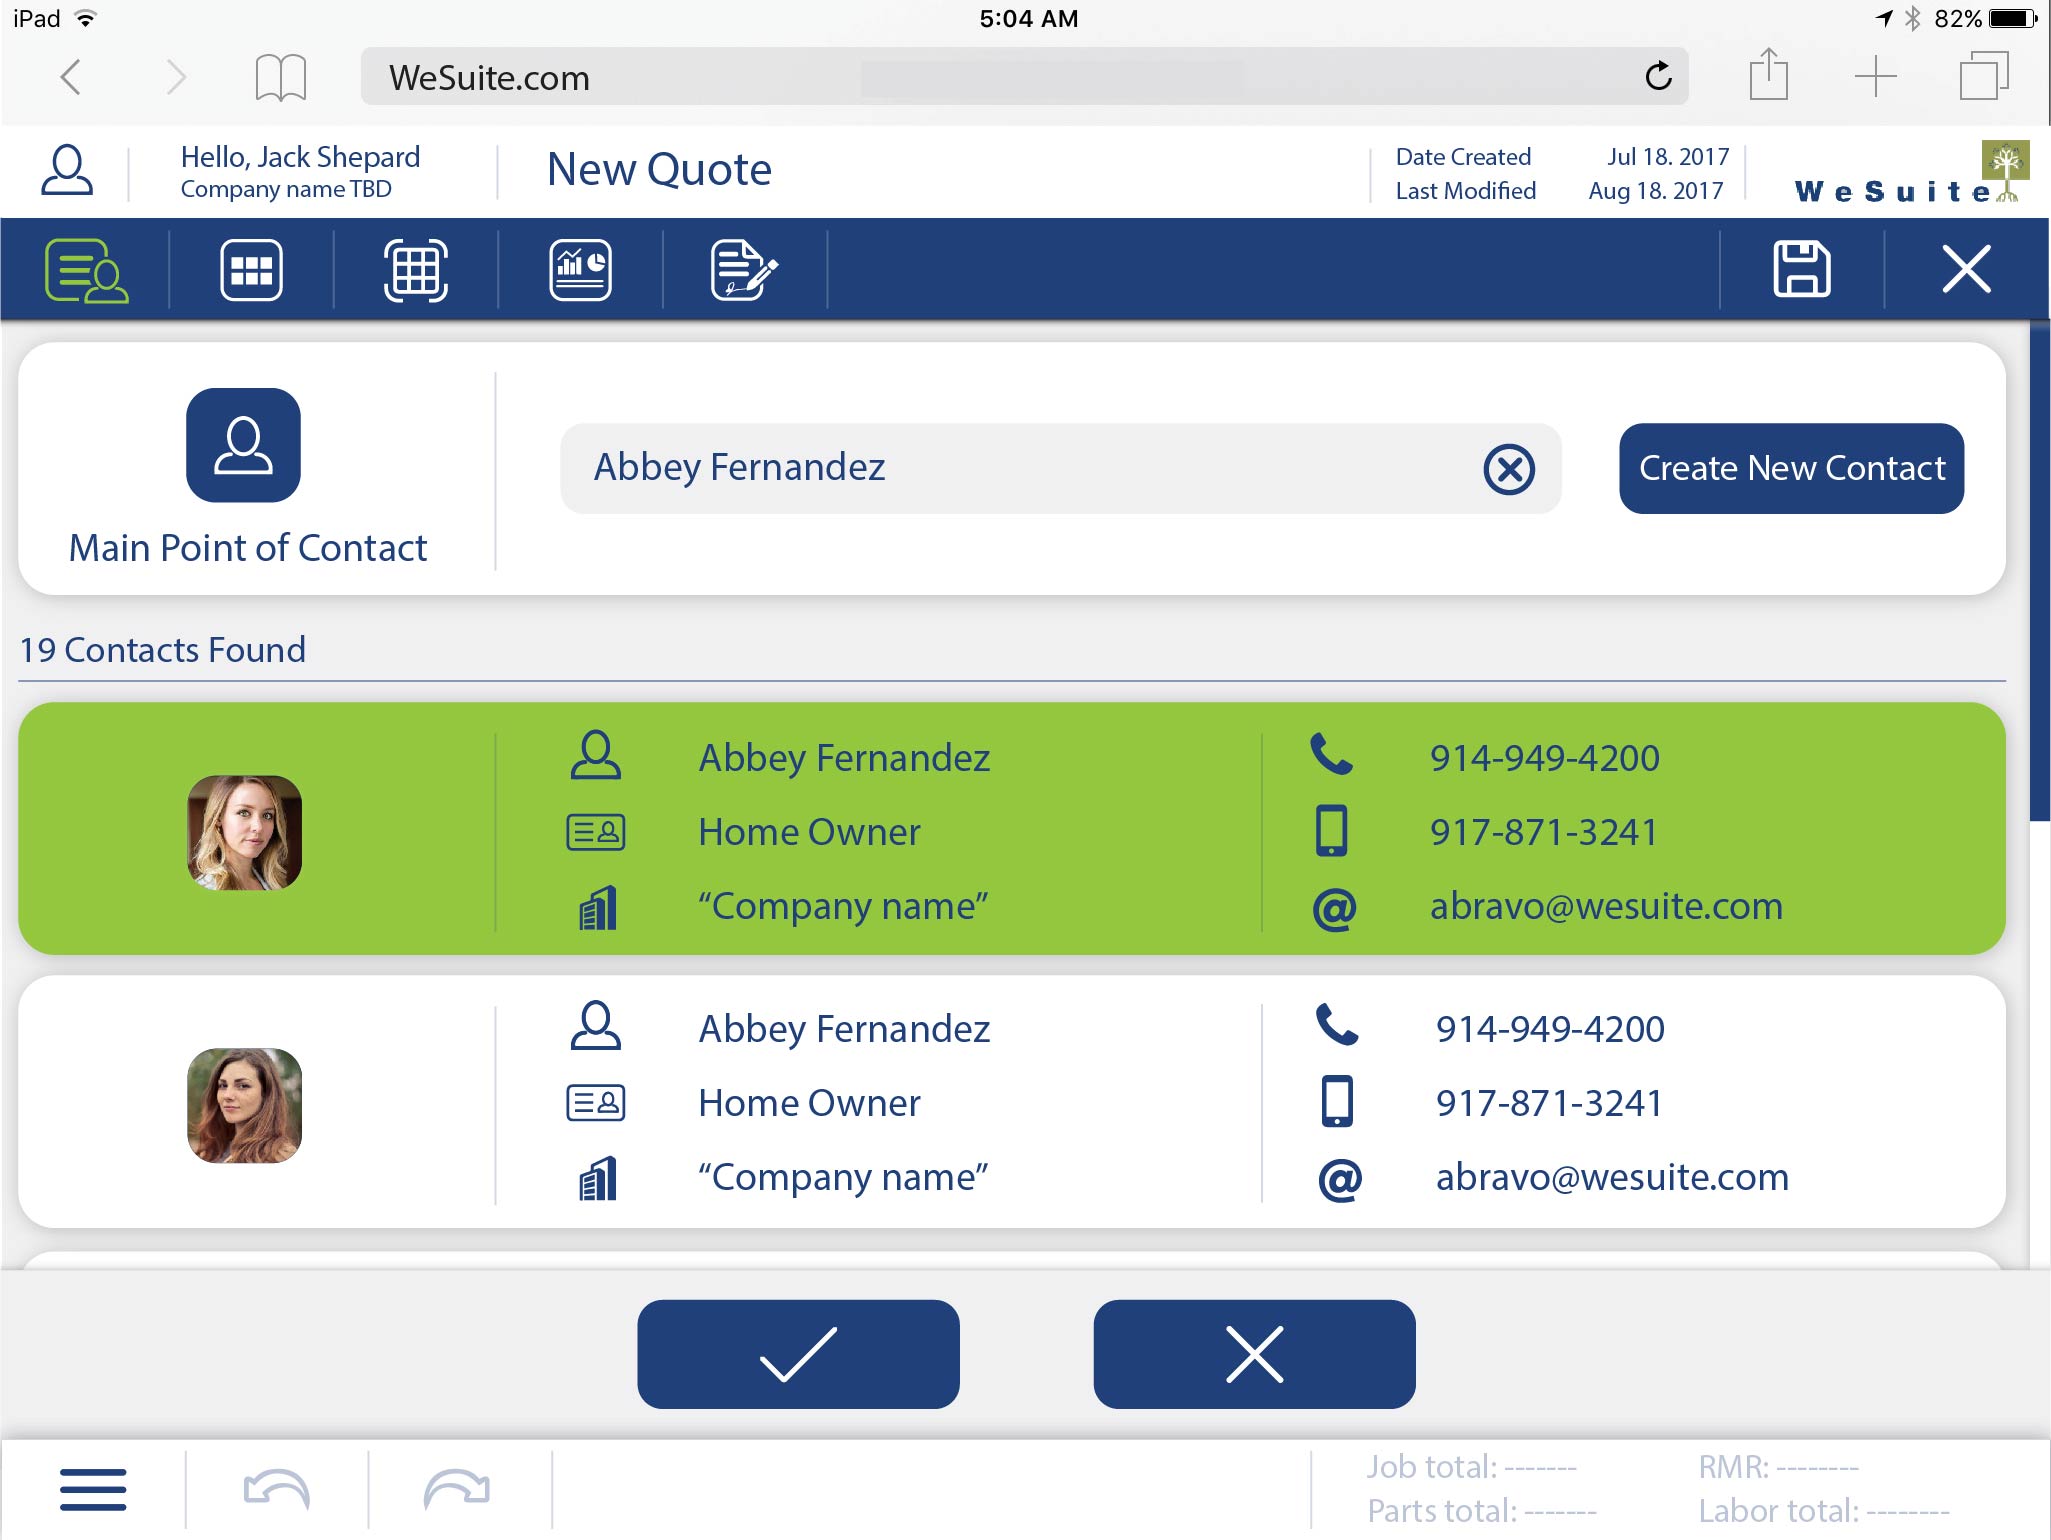 iPad 5:04 AM 82%
WeSuite.com
Hello, Jack Shepard
Company name TBD
New Quote
Date Created Jul 18. 2017
Last Modified Aug 18. 2017
WeSuite
Abbey Fernandez
Create New Contact
Main Point of Contact
19 Contacts Found
Abbey Fernandez 914-949-4200
Home Owner 917-871-3241
“Company name” @ abravo@wesuite.com
Abbey Fernandez 914-949-4200
Home Owner 917-871-3241
“Company name” @ abravo@wesuite.com
Job total: ------- RMR: --------
Parts total: ------- Labor total: --------